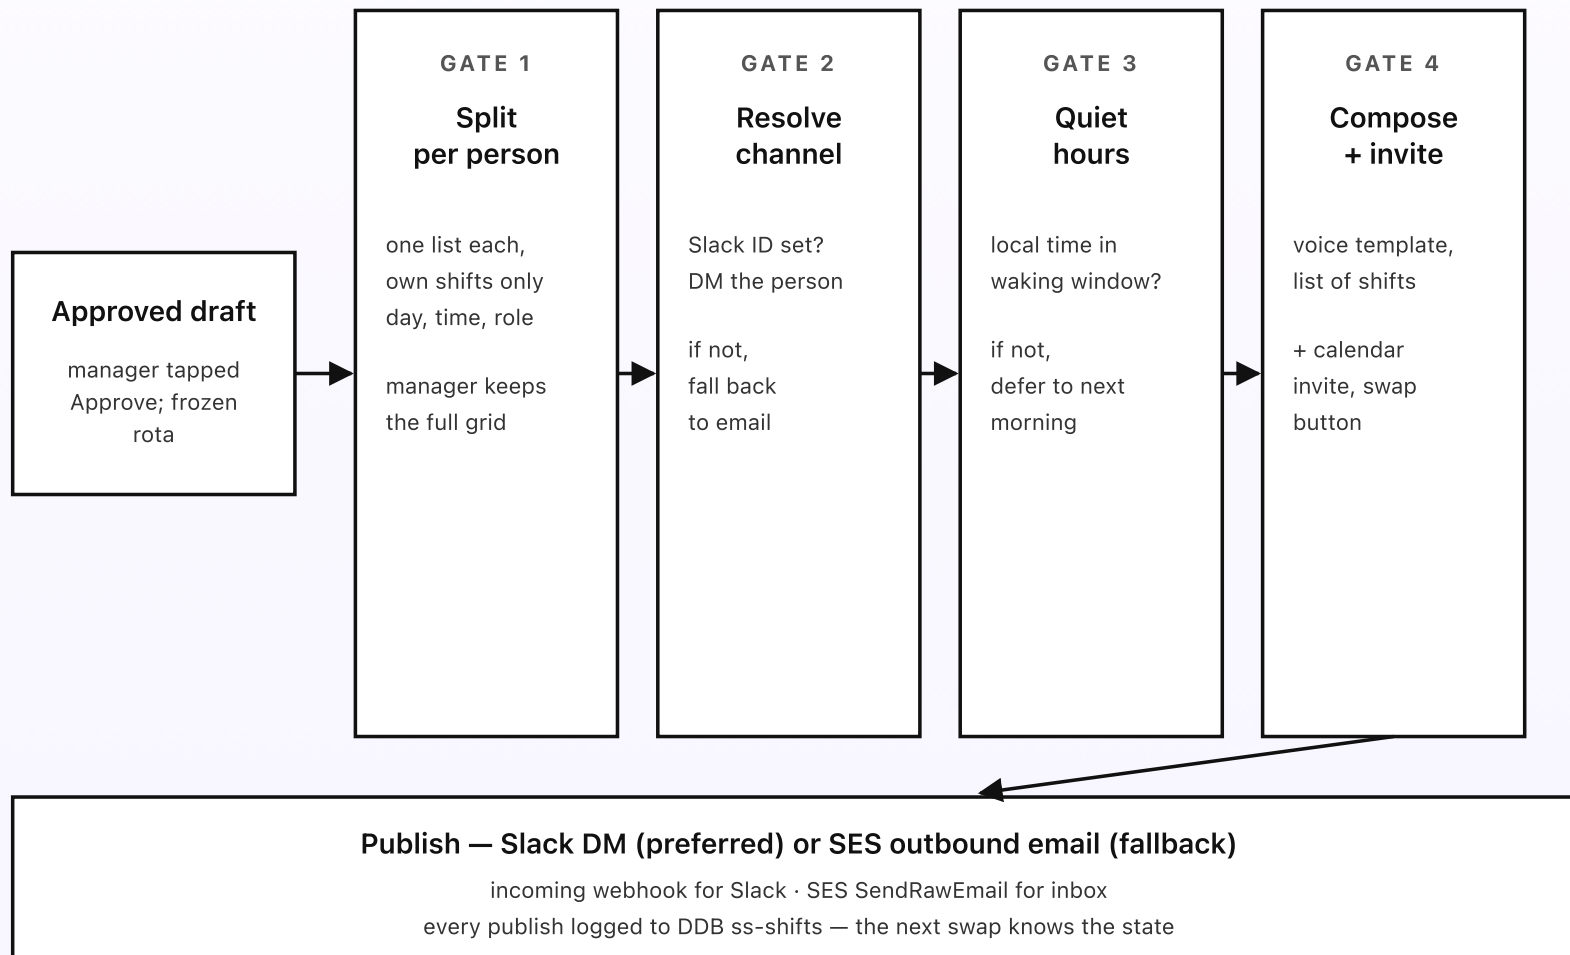 Approved draft
manager tapped
Approve; frozen
rota
GATE 1
Split
per person
one list each,
own shifts only
day, time, role
manager keeps
the full grid
GATE 2
Resolve
channel
Slack ID set?
DM the person
if not,
fall back
to email
GATE 3
Quiet
hours
local time in
waking window?
if not,
defer to next
morning
GATE 4
Compose
+ invite
voice template,
list of shifts
+ calendar
invite, swap
button
Publish — Slack DM (preferred) or SES outbound email (fallback)
incoming webhook for Slack · SES SendRawEmail for inbox
every publish logged to DDB ss-shifts — the next swap knows the state